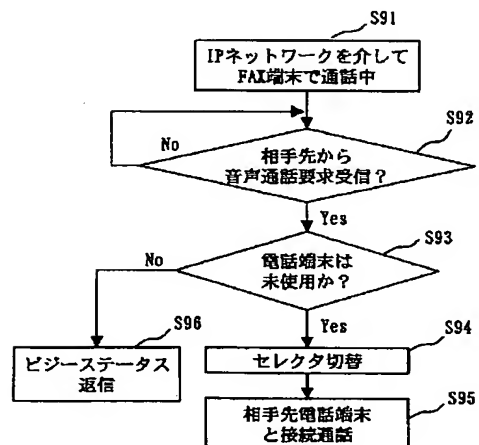 S91
IPネットワークを介して
FAX端末で通話中
S92
No
相手先から
音声通話要求受信？
Yes
S93
No
電話端末は
未使用か？
S96
Yes
S94
ビジーステータス
返信
セレクタ切替
S95
相手先電話端末
と接続通話